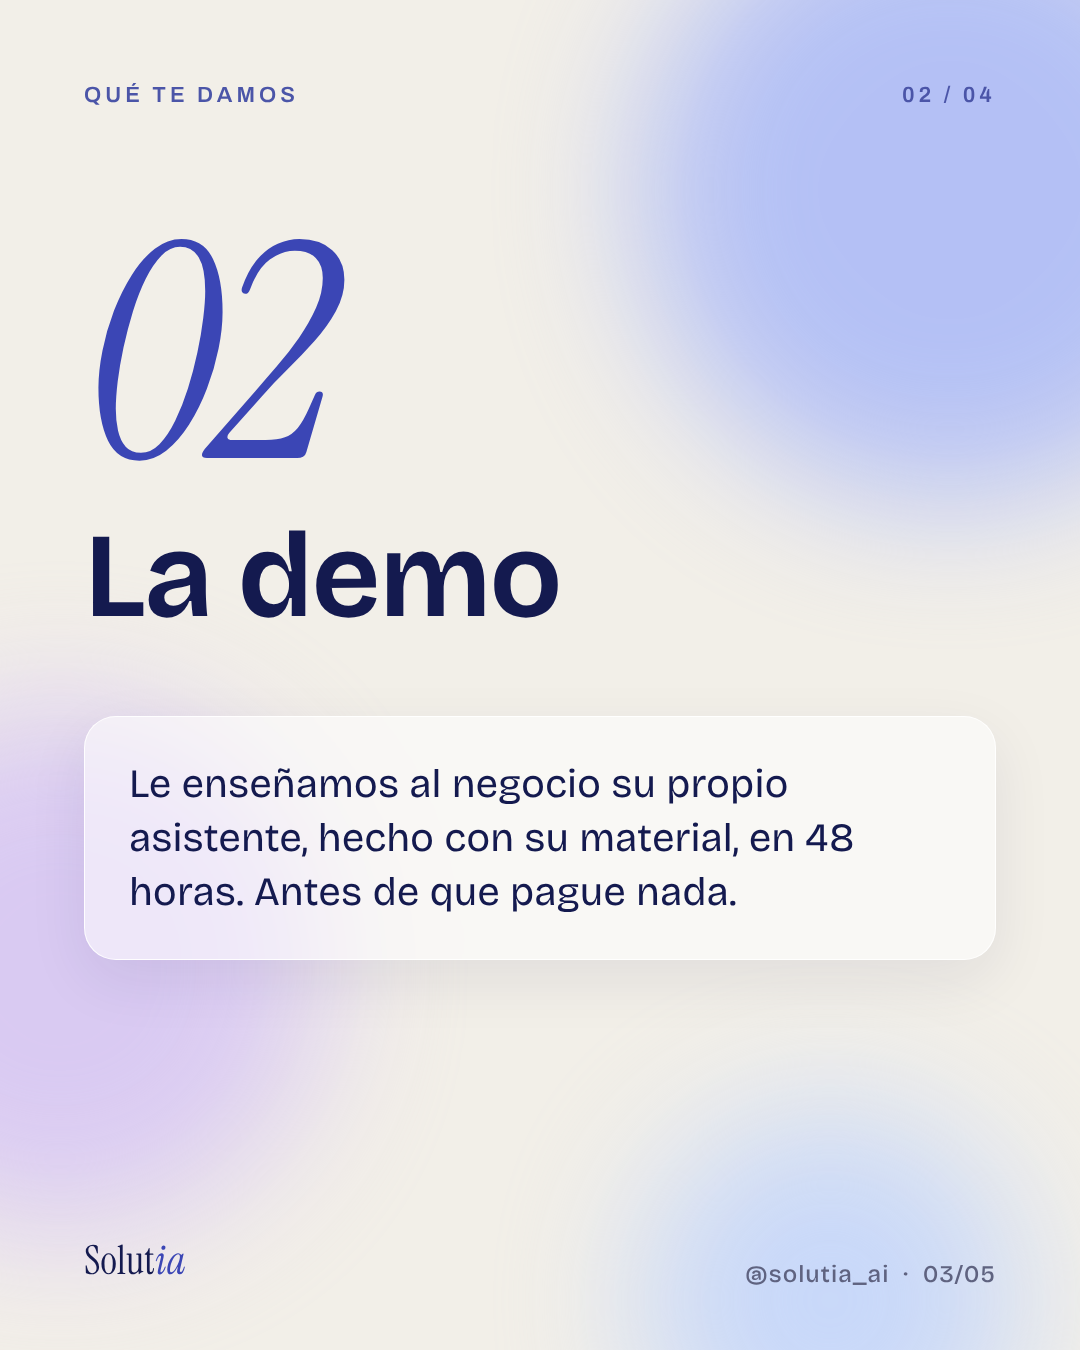 QUÉ TE DAMOS
02 / 04
02
La demo
Le enseñamos al negocio su propio
asistente, hecho con su material, en 48
horas. Antes de que pague nada.
Solutia
@solutia_ai · 03/05